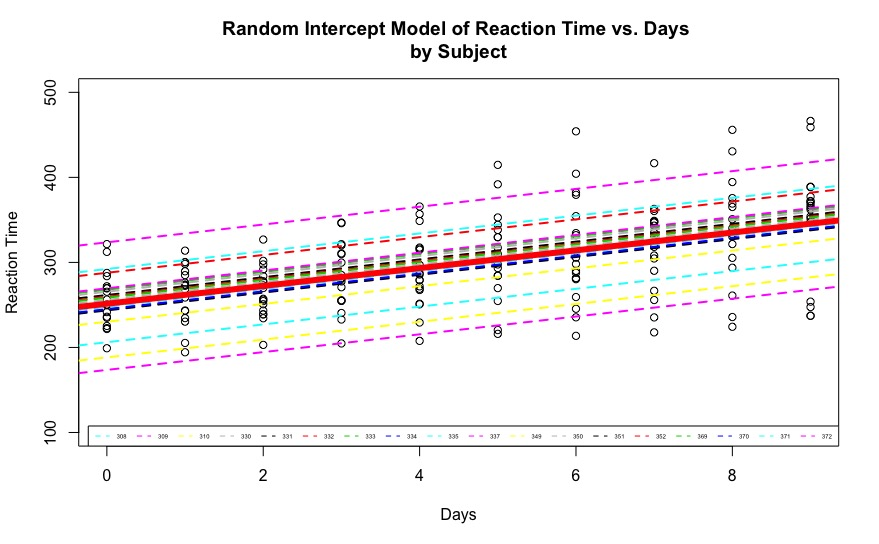 Random Intercept Model of Reaction Time vs. Days
by Subject
500
400
300
200
100
Reaction Time
308 309 310 330 331 332 333 334 335 337 349 350 351 352 369 370 371 372
0 2 4 6 8
Days